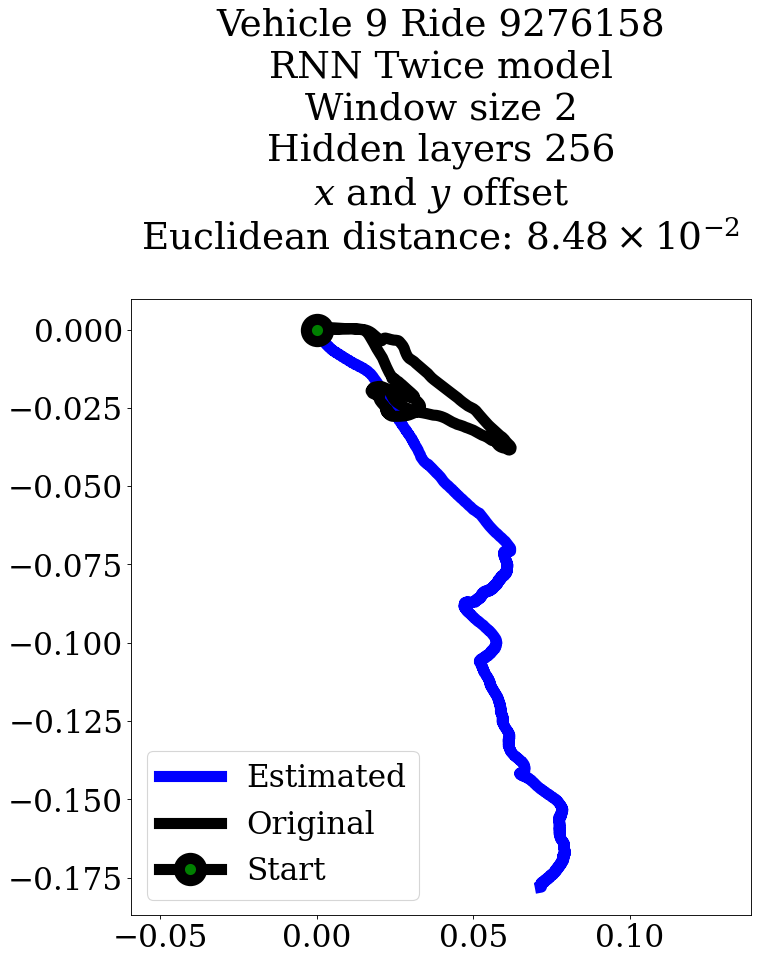 Vehicle 9 Ride 9276158
RNN Twice model
Window size 2
Hidden layers 256
x and y offset
Euclidean distance: 8.48 × 10⁻²
0.000
−0.025
−0.050
−0.075
−0.100
−0.125
−0.150
−0.175
Estimated
Original
Start
−0.05 0.00 0.05 0.10